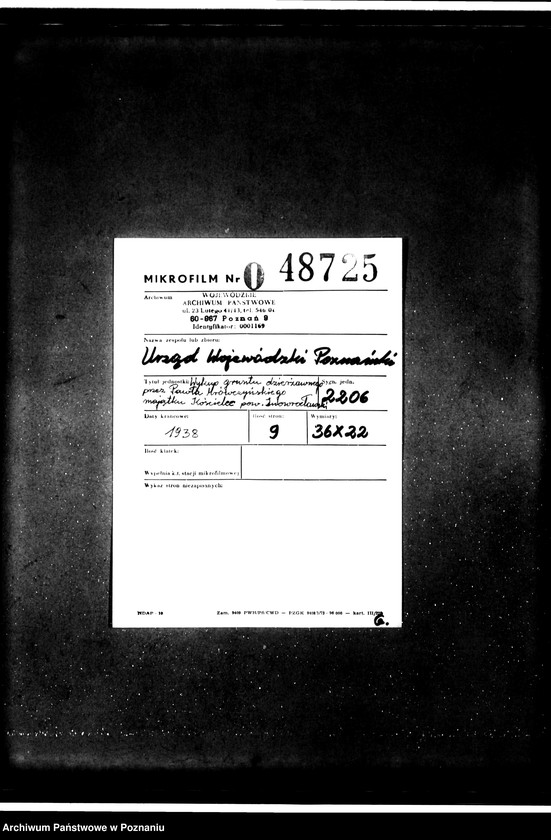 MIKROFILM Nr 0 48725
Archiwum WOJEWÓDZKIE
ARCHIWUM PAŃSTWOWE
ul. 23 Lutego 41/43, tel. 546 01
60-967 Poznań 9
Identyfikator: 0001169
Nazwa zespołu lub zbioru:
Urząd Wojewódzki Poznański
Tytuł jednostki Wykup gruntu dzierżawnego
przez Pawła Królczyńskiego
majątku Kościelec pow. Inowrocław
Sygn. jedn.
2206
Daty krańcowe:
1938
Ilość stron:
9
Wymiary:
36X22
Ilość klatek:
Wypełnia k.r. stacji mikrofilmowej
Wykaz stron niezapisanych:
6.
Archiwum Państwowe w Poznaniu